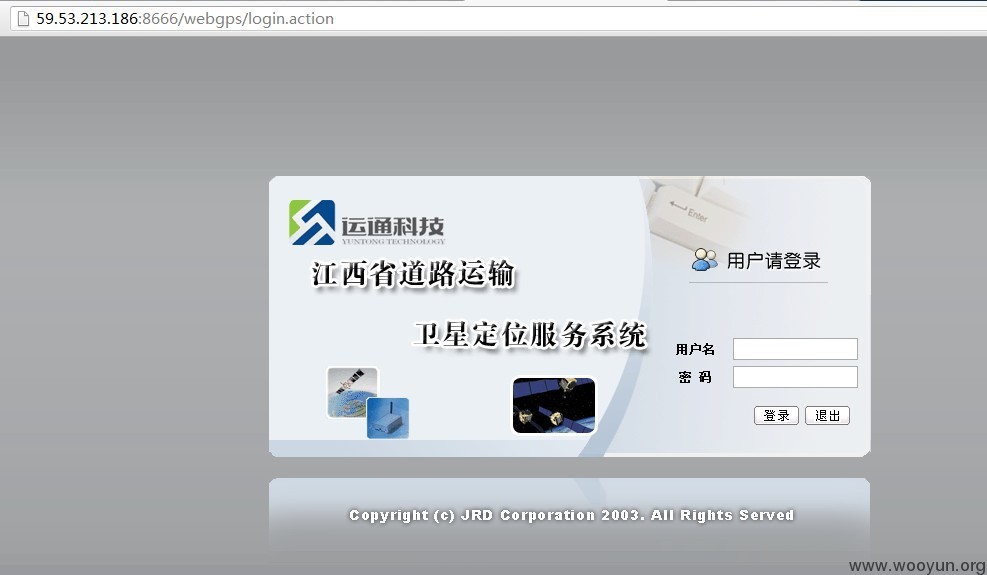 59.53.213.186:8666/webgps/login.action
运通科技
YUNTONG TECHNOLOGY
江西省道路运输
卫星定位服务系统
Enter
用户请登录
用户名
密 码
登录 退出
Copyright (c) JRD Corporation 2003. All Rights Served
www.wooyun.org